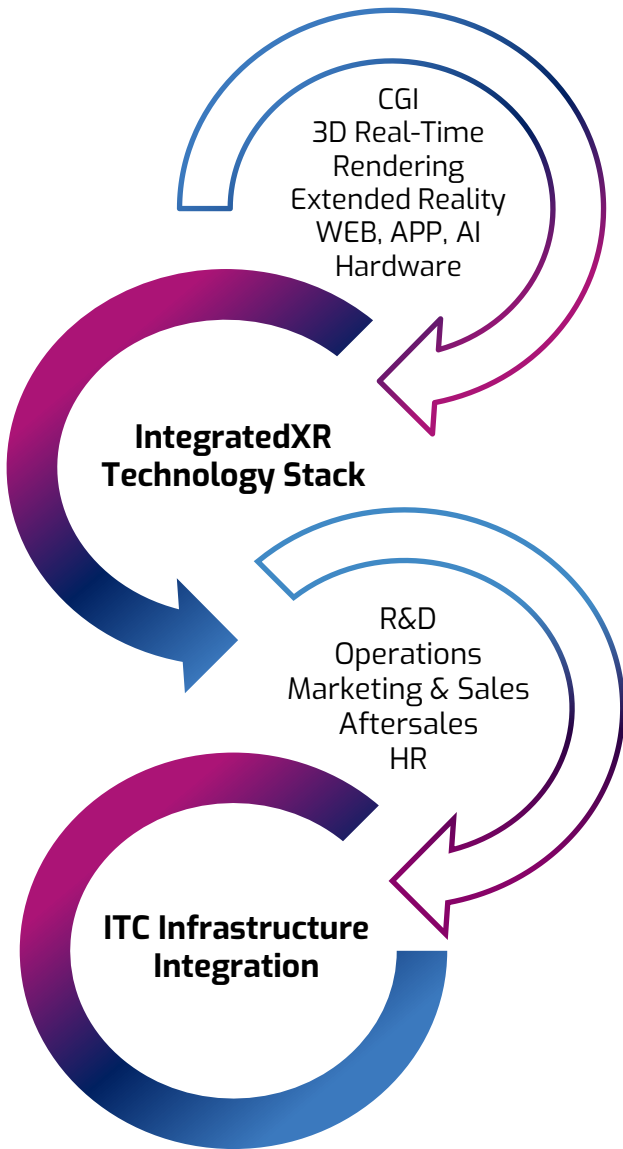 CGI
3D Real-Time
Rendering
Extended Reality
WEB, APP, AI
Hardware
IntegratedXR
Technology Stack
R&D
Operations
Marketing & Sales
Aftersales
HR
ITC Infrastructure
Integration